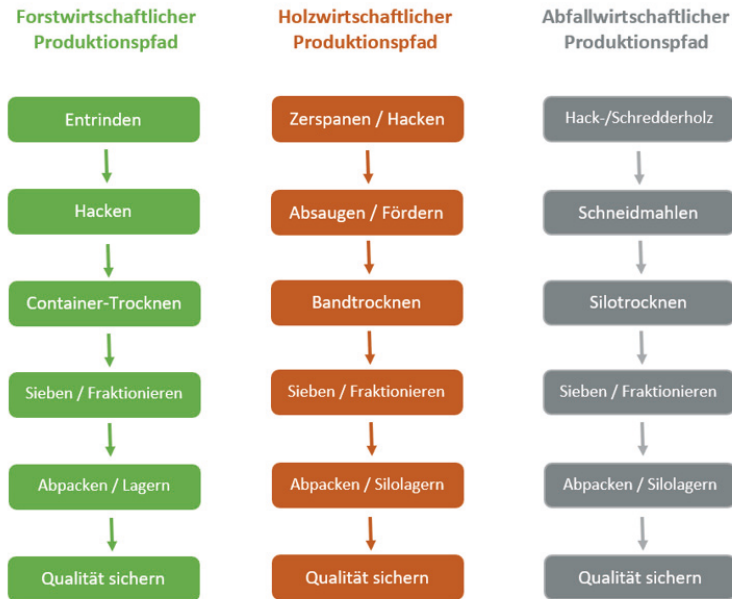 Forstwirtschaftlicher
Produktionspfad
Entrinden
Hacken
Container-Trocknen
Sieben / Fraktionieren
Abpacken / Lagern
Qualität sichern
Holzwirtschaftlicher
Produktionspfad
Zerspanen / Hacken
Absaugen / Fördern
Bandtrocknen
Sieben / Fraktionieren
Abpacken / Silolagern
Qualität sichern
Abfallwirtschaftlicher
Produktionspfad
Hack-/Schredderholz
Schneidmahlen
Silotrocknen
Sieben / Fraktionieren
Abpacken / Silolagern
Qualität sichern